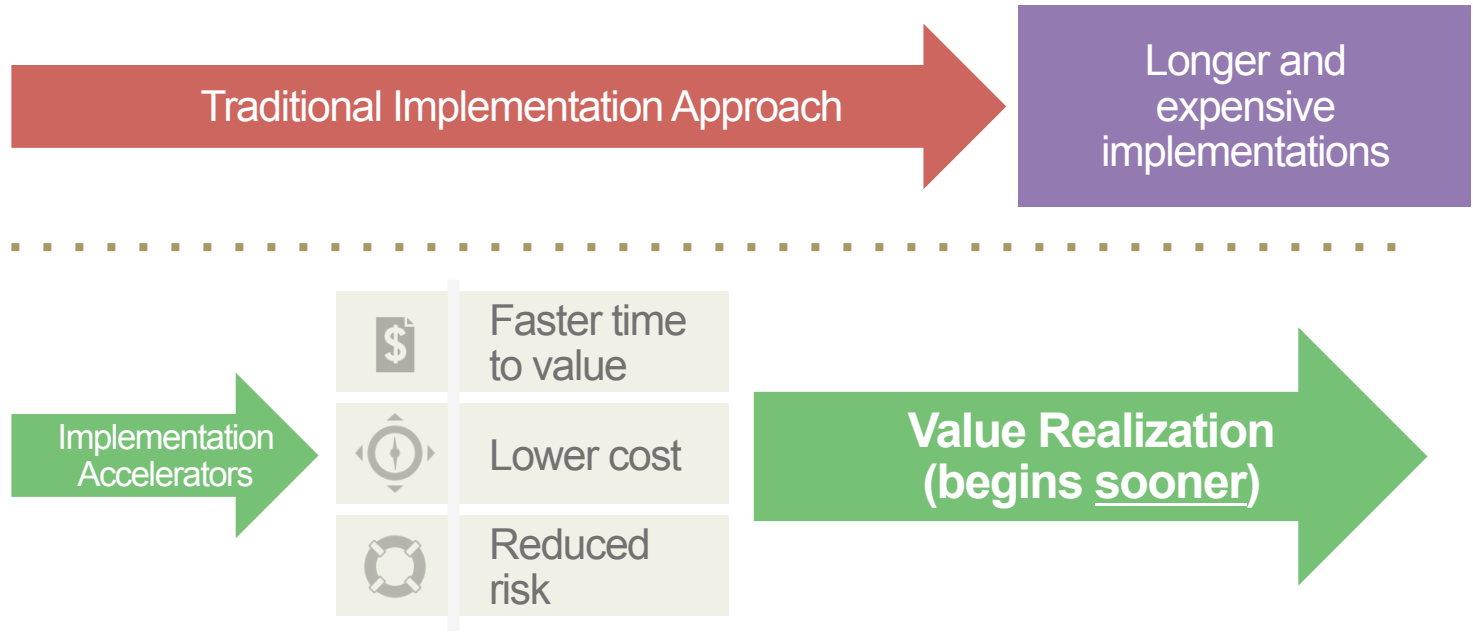 Traditional Implementation Approach
Longer and
expensive
implementations
Implementation
Accelerators
Faster time
to value
Lower cost
Reduced
risk
Value Realization
(begins sooner)